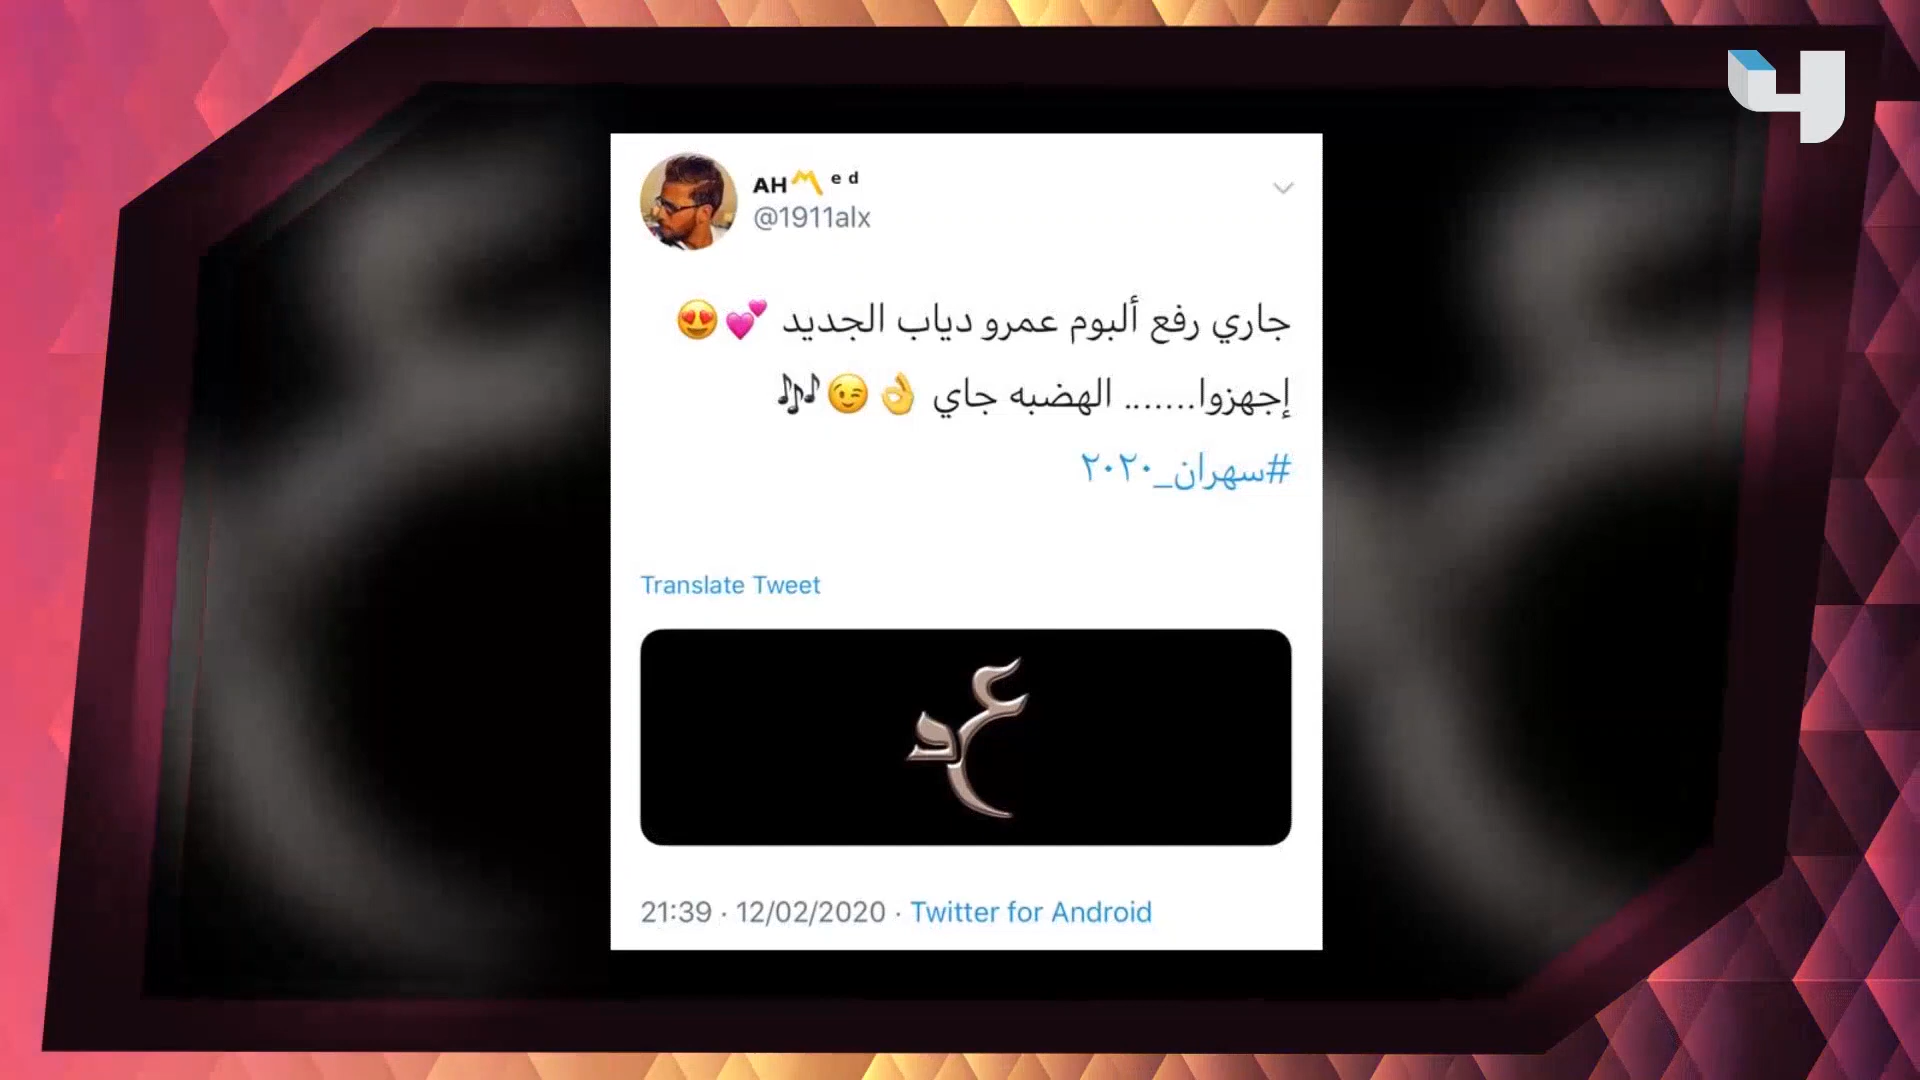 AH〽️ed
@1911alx
جاري رفع ألبوم عمرو دياب الجديد 💕😍
إجهزوا....... الهضبه جاي 👌😉🎶
#سهران_٢٠٢٠
Translate Tweet
21:39 · 12/02/2020 · Twitter for Android